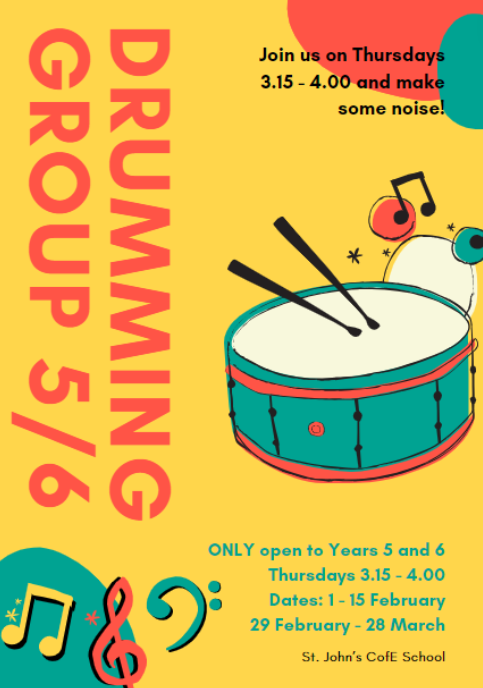 DRUMMING
GROUP 5/6
Join us on Thursdays
3.15 - 4.00 and make
some noise!
ONLY open to Years 5 and 6
Thursdays 3.15 - 4.00
Dates: 1 - 15 February
29 February - 28 March
St. John's CofE School